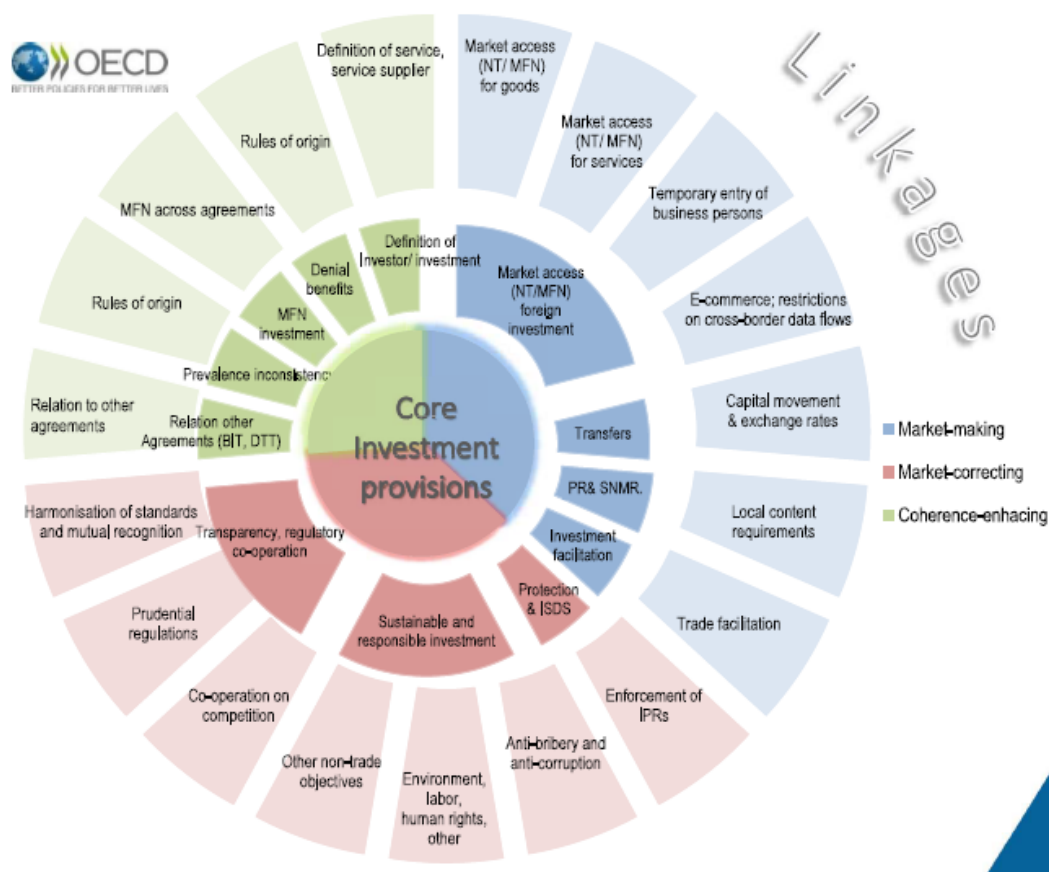 OECD
BETTER POLICIES FOR BETTER LIVES
Linkages
Definition of service,
service supplier
Market access
(NT/ MFN)
for goods
Market access
(NT/ MFN)
for services
Temporary entry of
business persons
E-commerce; restrictions
on cross-border data flows
Capital movement
& exchange rates
Local content
requirements
Trade facilitation
Enforcement of
IPRs
Anti-bribery and
anti-corruption
Environment,
labor,
human rights,
other
Other non-trade
objectives
Co-operation on
competition
Prudential
regulations
Harmonisation of standards
and mutual recognition
Relation to other
agreements
Rules of origin
MFN across agreements
Rules of origin
Definition of
Investor/ investment
Market access
(NT/MFN)
foreign
investment
Transfers
PR& SNMR.
Investment
facilitation
Protection
& ISDS
Sustainable and
responsible investment
Transparency, regulatory
co-operation
Relation other
Agreements (BIT, DTT)
Prevalence inconsistency
MFN
investment
Denial
benefits
Core
Investment
provisions
Market-making
Market-correcting
Coherence-enhacing